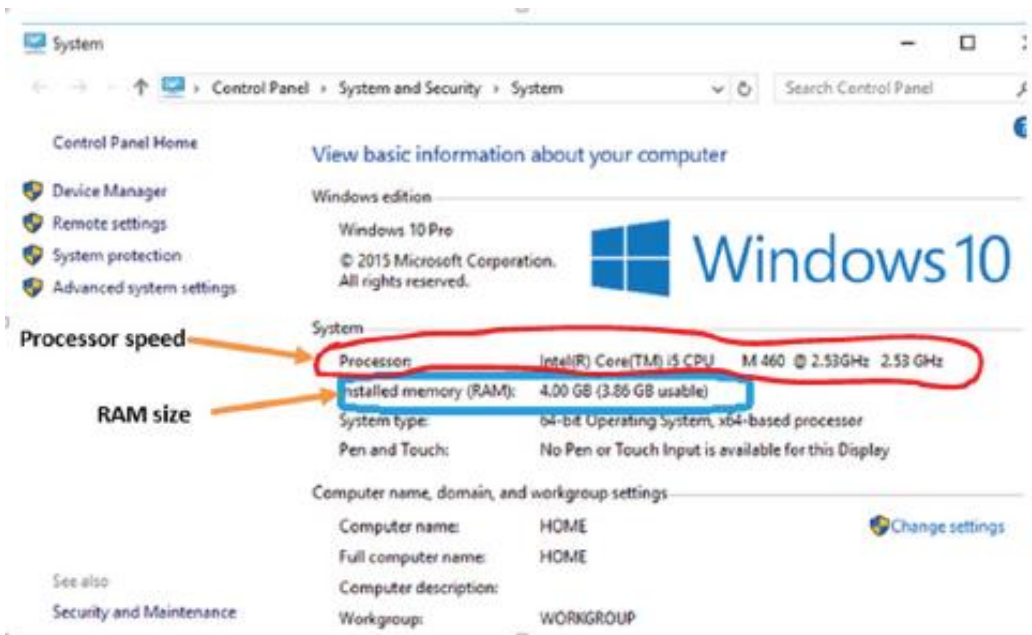 System
Control Panel › System and Security › System
Search Control Panel
Control Panel Home
Device Manager
Remote settings
System protection
Advanced system settings
View basic information about your computer
Windows edition
Windows 10 Pro
© 2015 Microsoft Corporation.
All rights reserved.
Windows 10
System
Processor speed
Processor: Intel(R) Core(TM) i5 CPU M 460 @ 2.53GHz 2.53 GHz
RAM size
Installed memory (RAM): 4.00 GB (3.86 GB usable)
System type: 64-bit Operating System, x64-based processor
Pen and Touch: No Pen or Touch Input is available for this Display
Computer name, domain, and workgroup settings
Computer name: HOME
Change settings
Full computer name: HOME
Computer description:
Workgroup: WORKGROUP
See also
Security and Maintenance